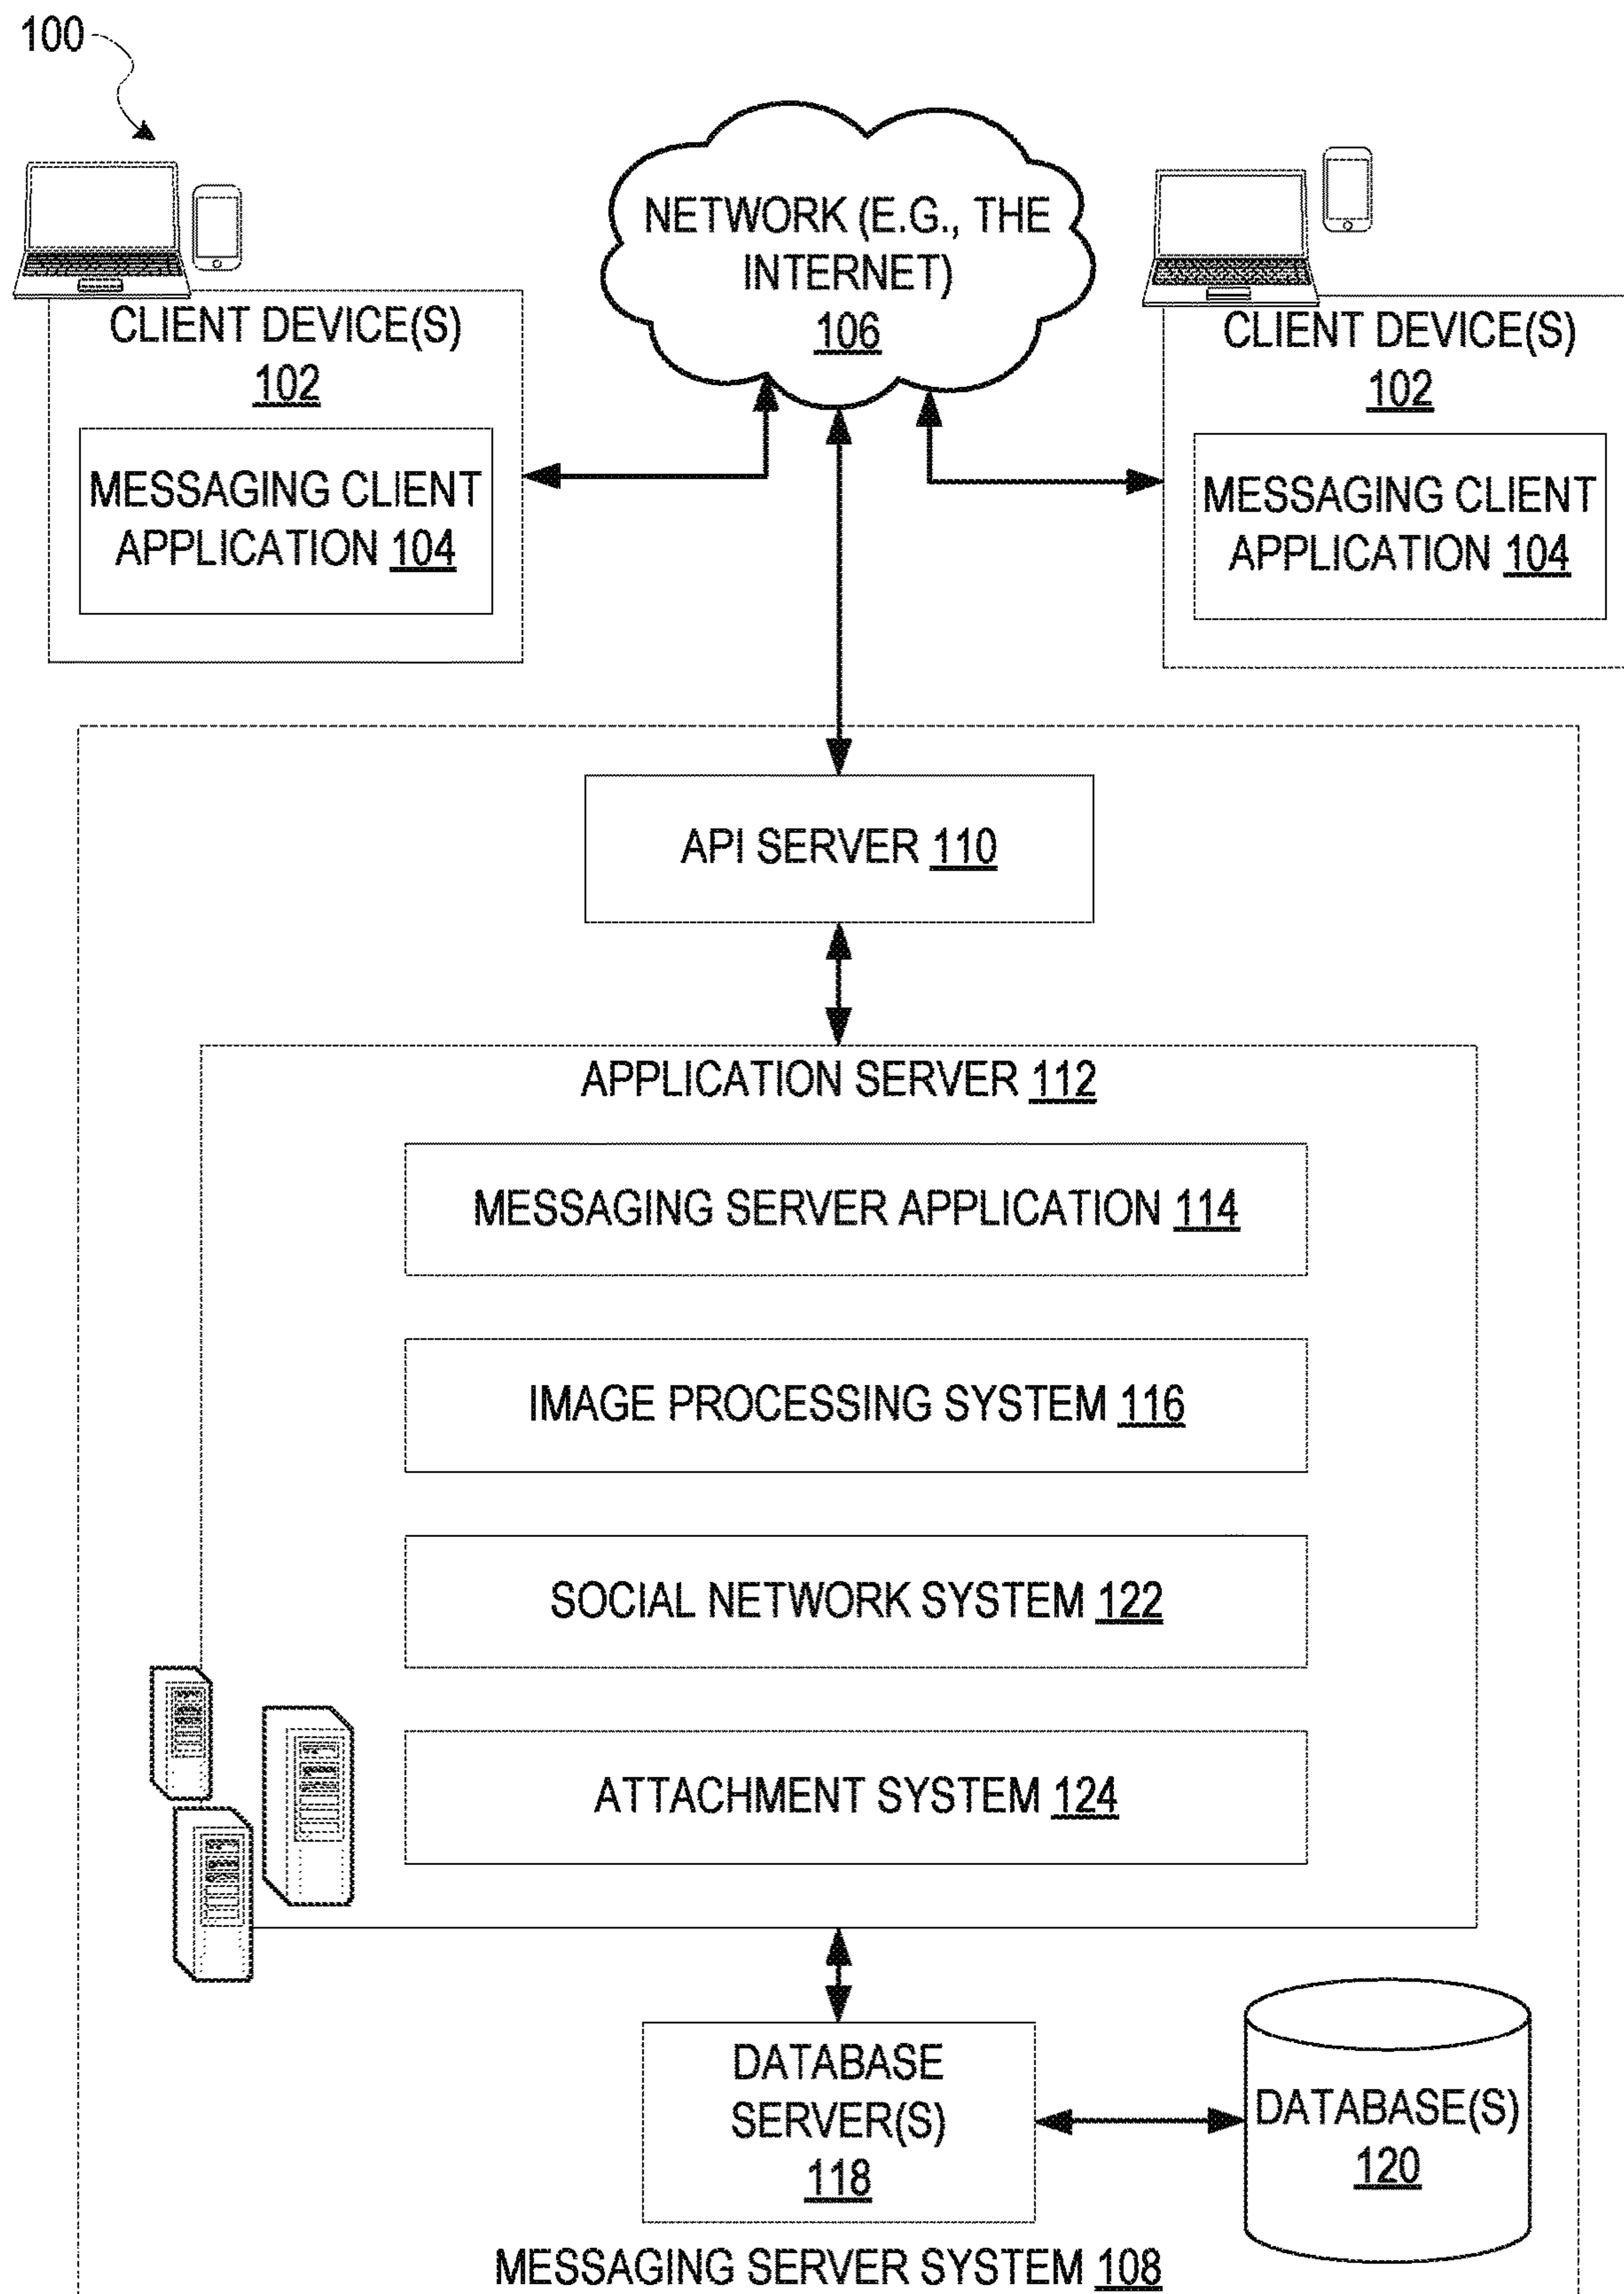 100
NETWORK (E.G., THE
INTERNET)
106
CLIENT DEVICE(S)
102
MESSAGING CLIENT
APPLICATION 104
CLIENT DEVICE(S)
102
MESSAGING CLIENT
APPLICATION 104
API SERVER 110
APPLICATION SERVER 112
MESSAGING SERVER APPLICATION 114
IMAGE PROCESSING SYSTEM 116
SOCIAL NETWORK SYSTEM 122
ATTACHMENT SYSTEM 124
DATABASE
SERVER(S)
118
DATABASE(S)
120
MESSAGING SERVER SYSTEM 108